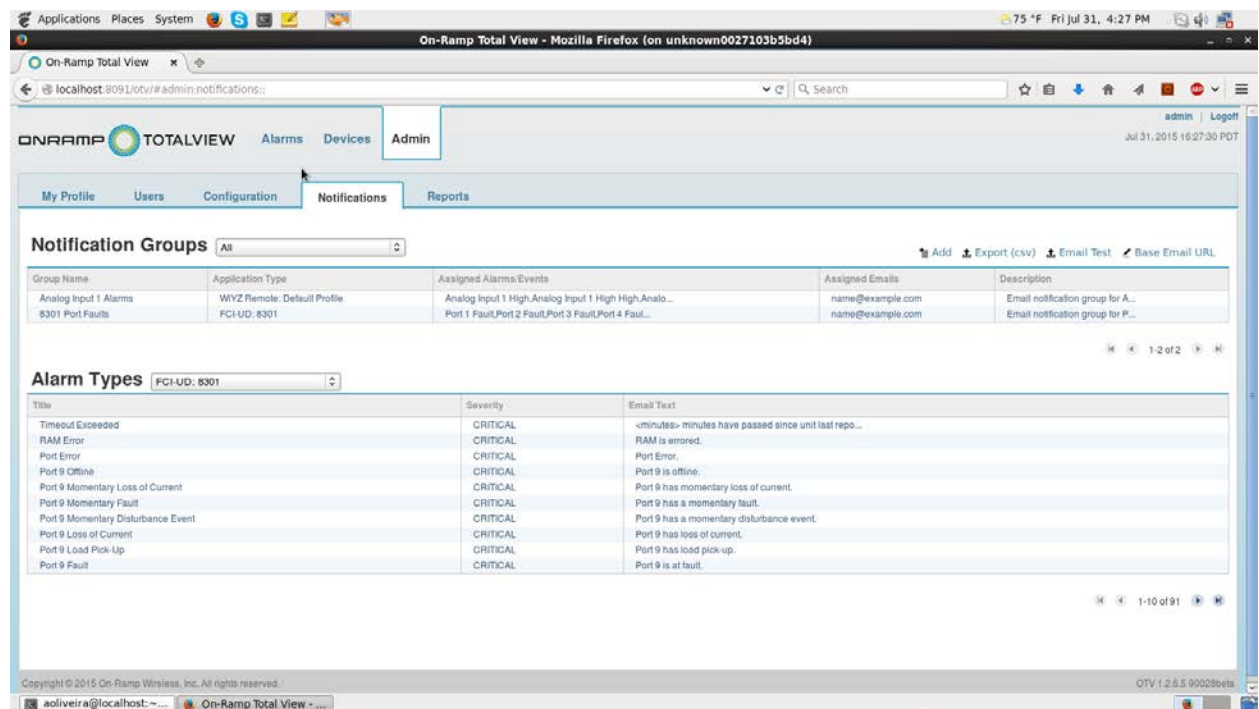 Applications Places System 75 °F Fri Jul 31, 4:27 PM
On-Ramp Total View - Mozilla Firefox (on unknown0027103b5bd4)
On-Ramp Total View
localhost:8091/otv/#admin:notifications:: Search
admin | Logoff
ONRAMP TOTALVIEW Alarms Devices Admin
Jul 31, 2015 16:27:30 PDT
My Profile Users Configuration Notifications Reports
Notification Groups All
Add Export (csv) Email Test Base Email URL
Group Name Application Type Assigned Alarms/Events Assigned Emails Description
Analog Input 1 Alarms WIYZ Remote: Default Profile Analog Input 1 High,Analog Input 1 High High,Analo... name@example.com Email notification group for A...
8301 Port Faults FCI-UD: 8301 Port 1 Fault,Port 2 Fault,Port 3 Fault,Port 4 Faul... name@example.com Email notification group for P...
1-2 of 2
Alarm Types FCI-UD: 8301
Title Severity Email Text
Timeout Exceeded CRITICAL <minutes> minutes have passed since unit last repo...
RAM Error CRITICAL RAM is errored.
Port Error CRITICAL Port Error.
Port 9 Offline CRITICAL Port 9 is offline.
Port 9 Momentary Loss of Current CRITICAL Port 9 has momentary loss of current.
Port 9 Momentary Fault CRITICAL Port 9 has a momentary fault.
Port 9 Momentary Disturbance Event CRITICAL Port 9 has a momentary disturbance event.
Port 9 Loss of Current CRITICAL Port 9 has loss of current.
Port 9 Load Pick-Up CRITICAL Port 9 has load pick-up.
Port 9 Fault CRITICAL Port 9 is at fault.
1-10 of 91
Copyright © 2015 On-Ramp Wireless, Inc. All rights reserved. OTV 1.2.6.5.90028beta
aoliveira@localhost:~... On-Ramp Total View - ...